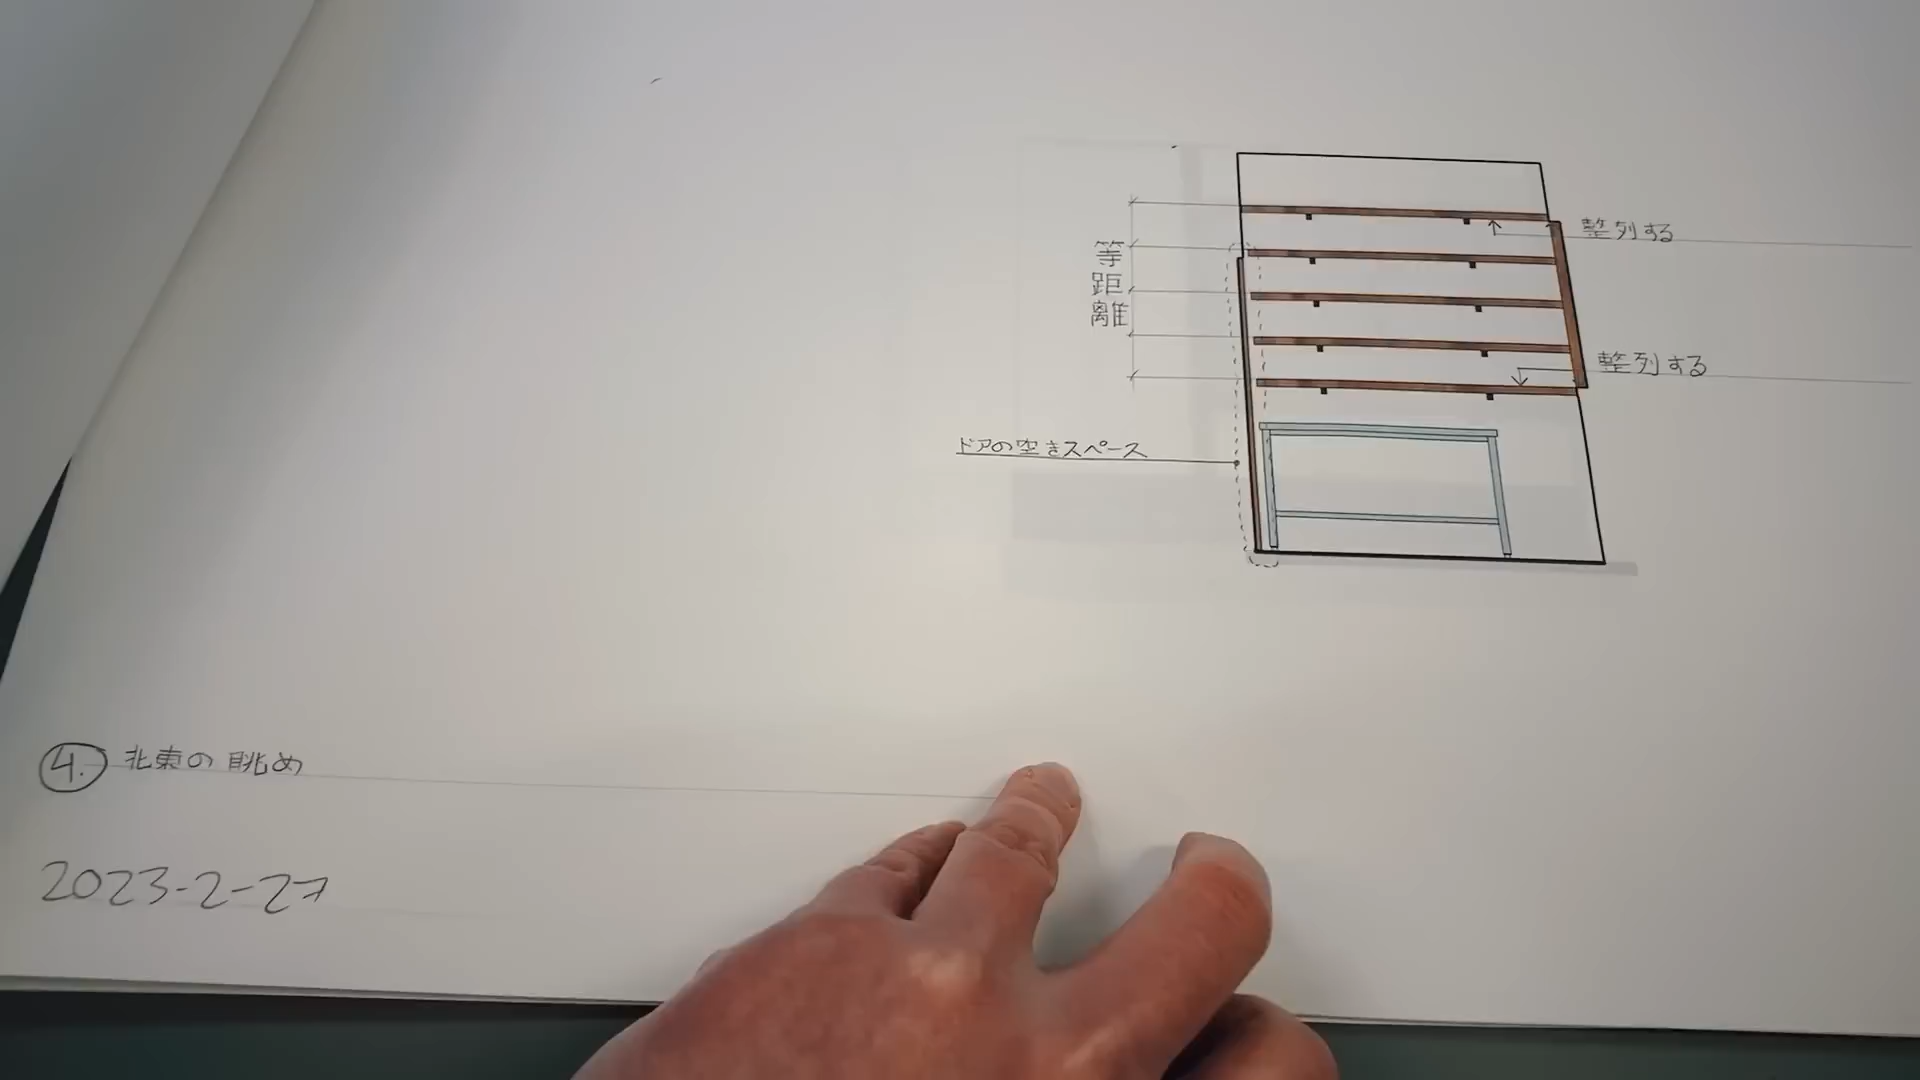 整列する
等距離
整列する
ドアの空きスペース
4. 北東の眺め
2023-2-27